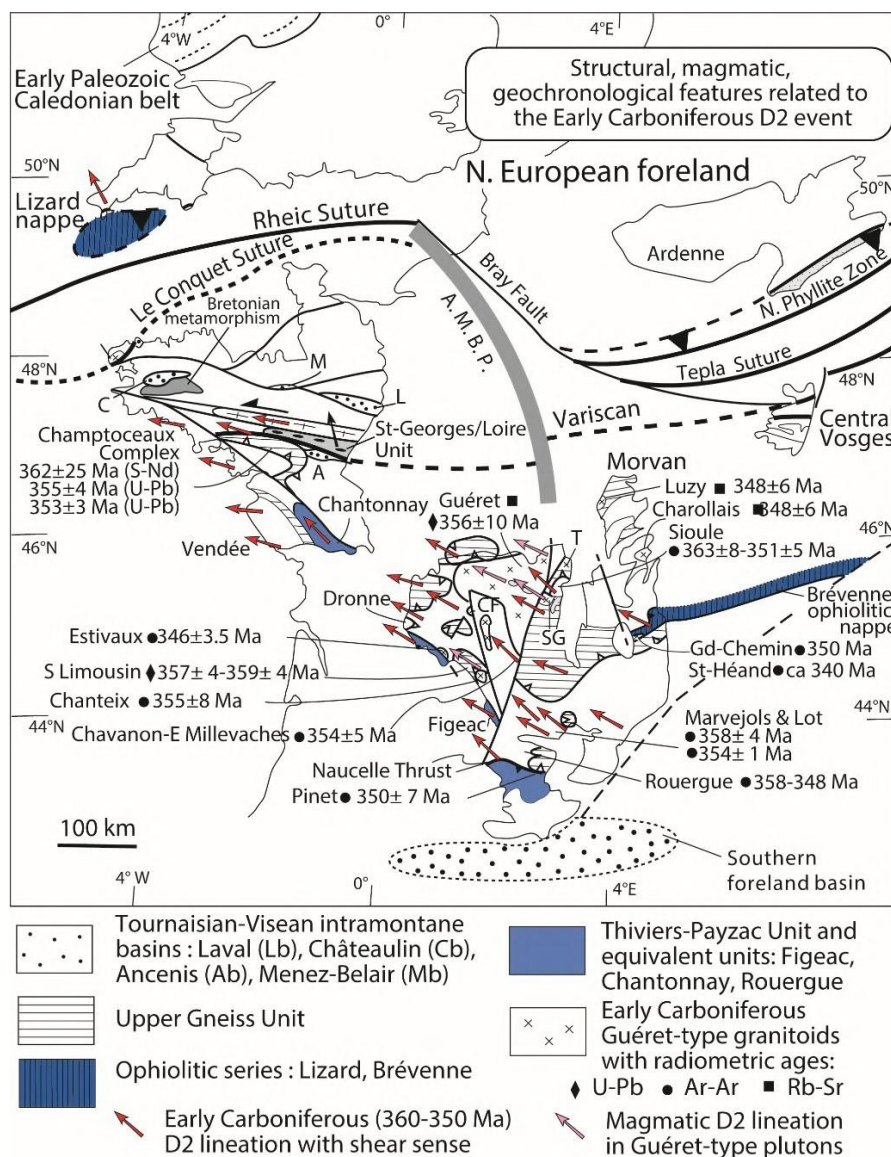 0°
4°E
4°W
Early Paleozoic
Caledonian belt
Structural, magmatic,
geochronological features related to
the Early Carboniferous D2 event
50°N
50°N
N. European foreland
Lizard
nappe
Rheic Suture
Le Conquet Suture
Bray Fault
Ardenne
N. Phyllite Zone
A.M.B.P.
Bretonian
metamorphism
48°N
M
Tepla Suture
48°N
C
L
Variscan
Central
Vosges
St-Georges/Loire
Unit
Champtoceaux
Complex
362±25 Ma (S-Nd)
355±4 Ma (U-Pb)
353±3 Ma (U-Pb)
A
Morvan
Luzy ■ 348±6 Ma
Charollais ■ 348±6 Ma
Chantonnay
Guéret ■
♦ 356±10 Ma
Sioule
● 363±8-351±5 Ma
T
46°N
46°N
Vendée
Brévenne
ophiolitic
nappe
Dronne
CF
SG
Estivaux ● 346±3.5 Ma
Gd-Chemin ● 350 Ma
St-Héand ● ca 340 Ma
S Limousin ♦ 357± 4-359± 4 Ma
Chanteix ● 355±8 Ma
44°N
44°N
Figeac
Chavanon-E Millevaches ● 354±5 Ma
Marvejols & Lot
● 358± 4 Ma
● 354± 1 Ma
Naucelle Thrust
Rouergue ● 358-348 Ma
Pinet ● 350± 7 Ma
100 km
Southern
foreland basin
4° W
0°
4°E
Tournaisian-Visean intramontane
basins : Laval (Lb), Châteaulin (Cb),
Ancenis (Ab), Menez-Belair (Mb)
Upper Gneiss Unit
Ophiolitic series : Lizard, Brévenne
Early Carboniferous (360-350 Ma)
D2 lineation with shear sense
Thiviers-Payzac Unit and
equivalent units: Figeac,
Chantonnay, Rouergue
Early Carboniferous
Guéret-type granitoids
with radiometric ages:
♦ U-Pb ● Ar-Ar ■ Rb-Sr
Magmatic D2 lineation
in Guéret-type plutons